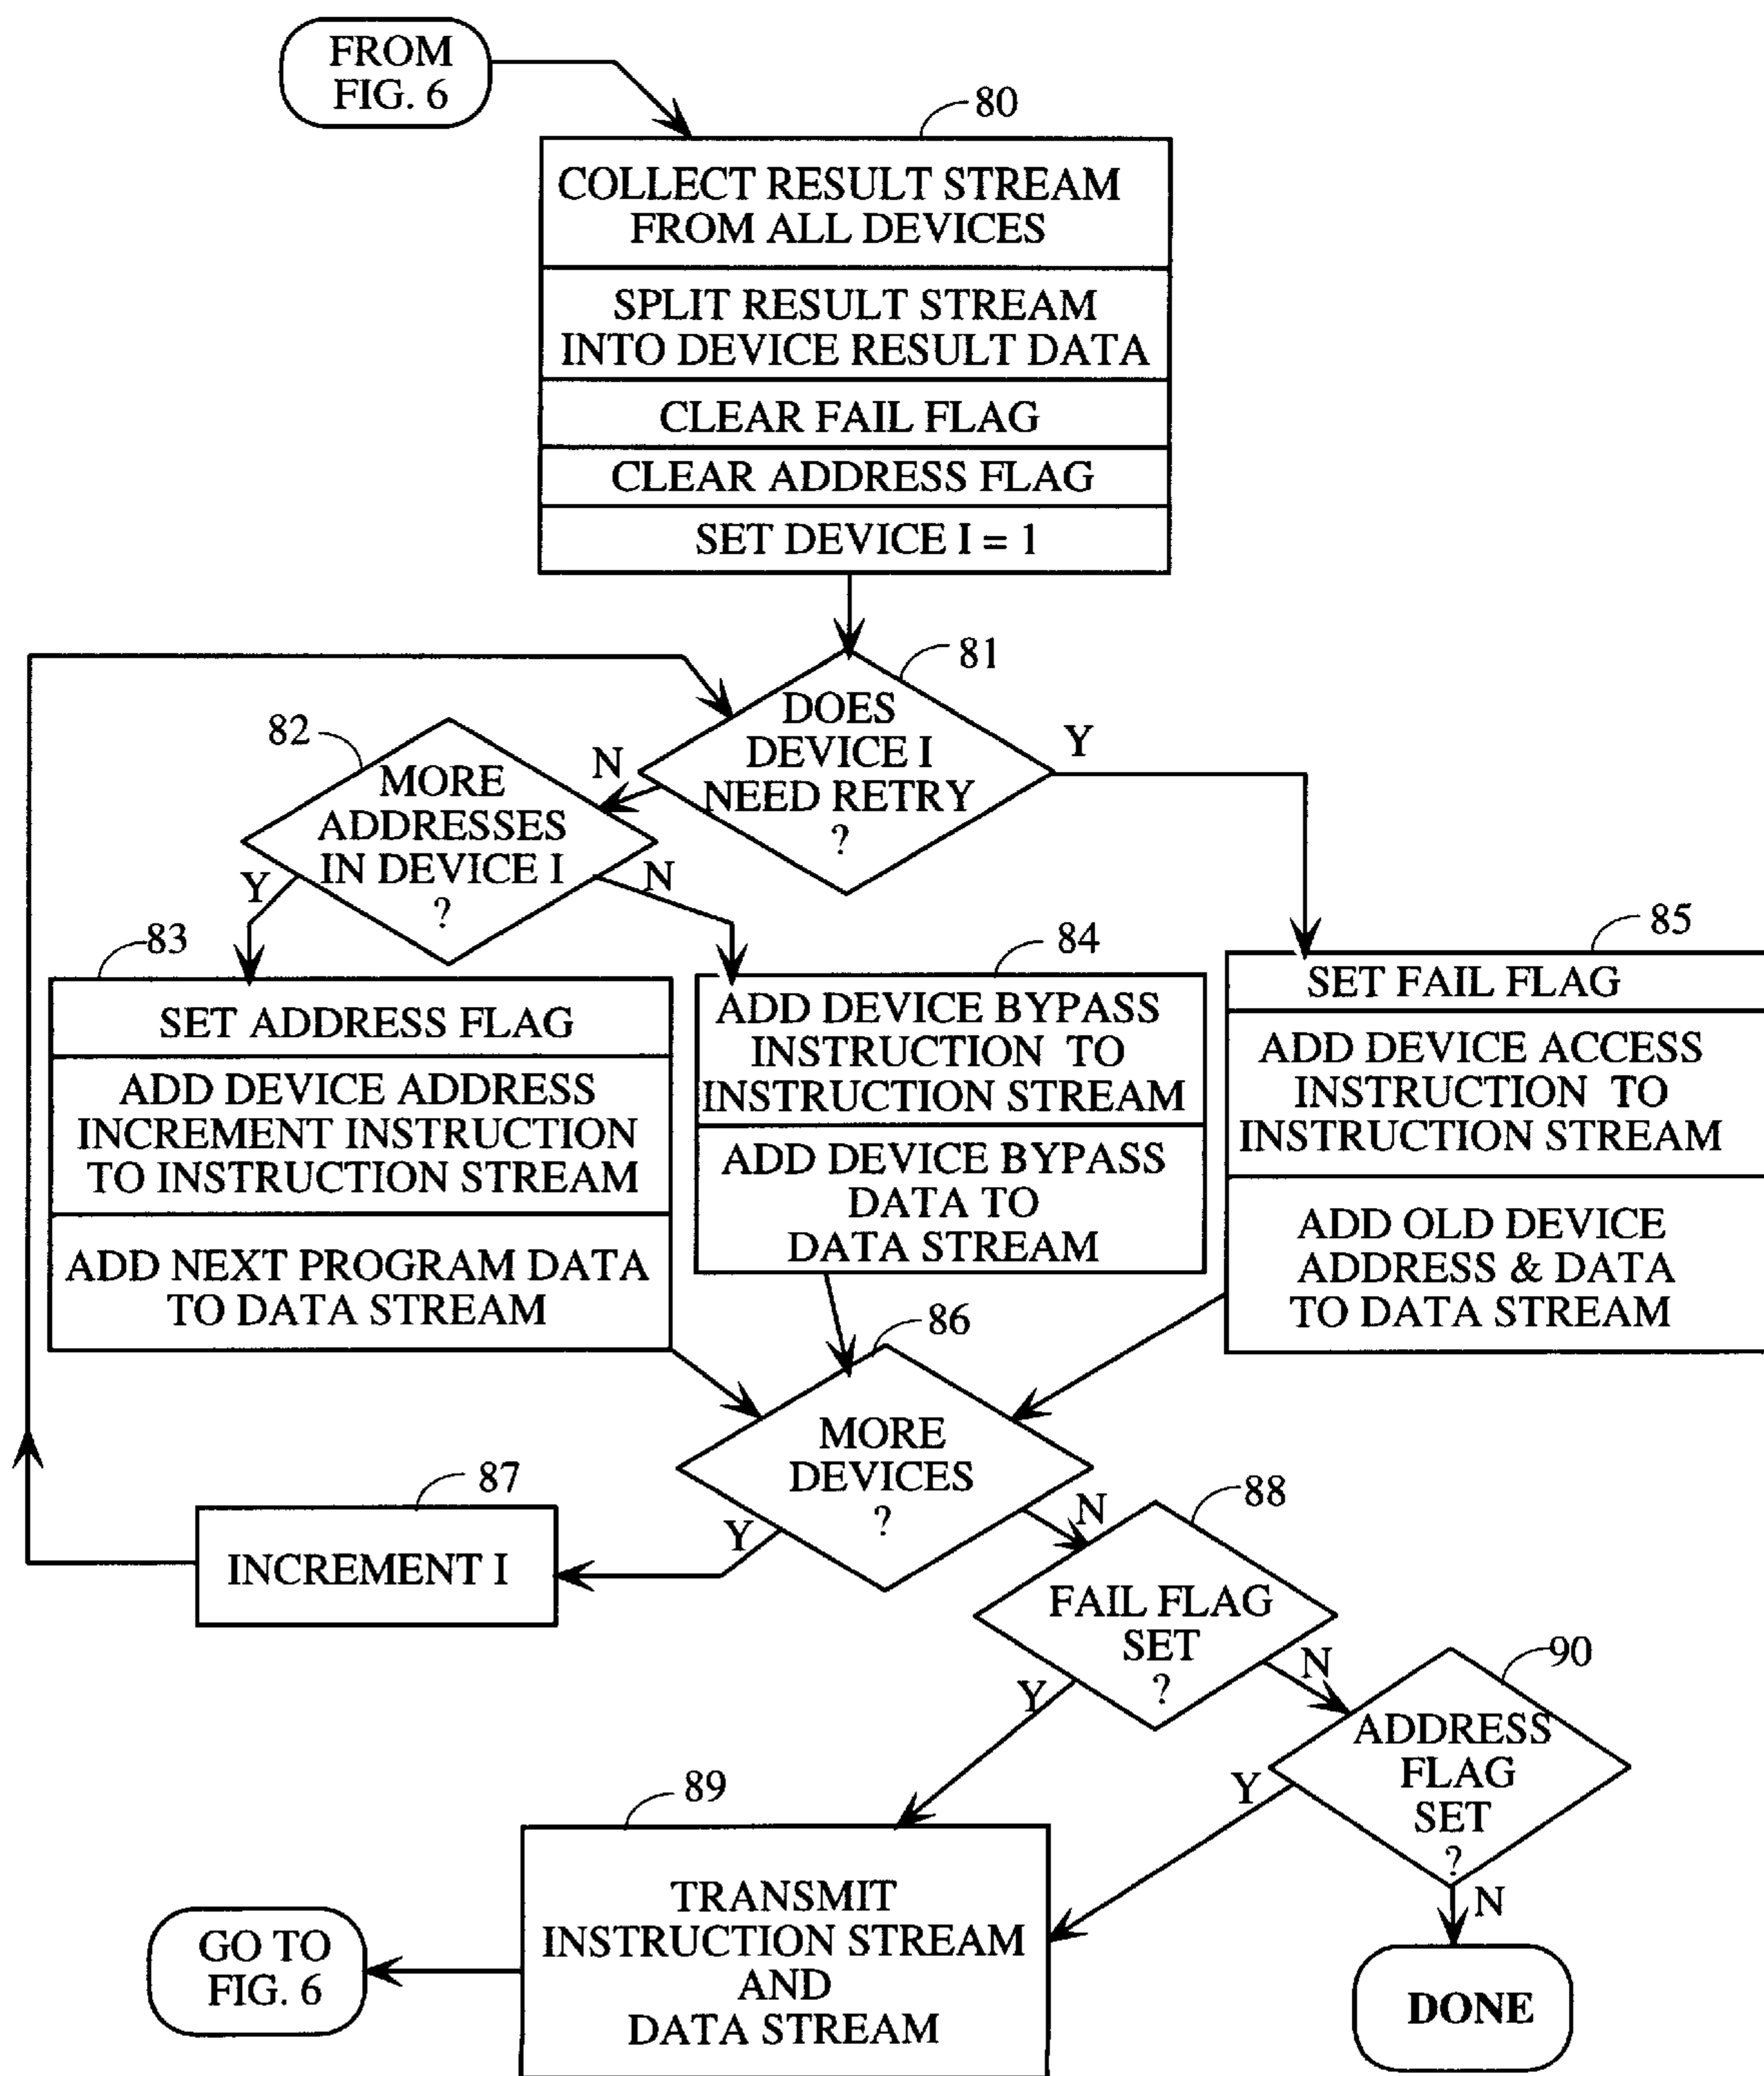 FROM
FIG. 6
80
COLLECT RESULT STREAM
FROM ALL DEVICES
SPLIT RESULT STREAM
INTO DEVICE RESULT DATA
CLEAR FAIL FLAG
CLEAR ADDRESS FLAG
SET DEVICE I = 1
81
DOES
DEVICE I
NEED RETRY
?
Y
N
82
MORE
ADDRESSES
IN DEVICE I
?
Y
N
83
SET ADDRESS FLAG
ADD DEVICE ADDRESS
INCREMENT INSTRUCTION
TO INSTRUCTION STREAM
ADD NEXT PROGRAM DATA
TO DATA STREAM
84
ADD DEVICE BYPASS
INSTRUCTION TO
INSTRUCTION STREAM
ADD DEVICE BYPASS
DATA TO
DATA STREAM
85
SET FAIL FLAG
ADD DEVICE ACCESS
INSTRUCTION TO
INSTRUCTION STREAM
ADD OLD DEVICE
ADDRESS & DATA
TO DATA STREAM
86
MORE
DEVICES
?
Y
N
87
INCREMENT I
88
FAIL FLAG
SET
?
Y
N
90
ADDRESS
FLAG
SET
?
Y
N
89
TRANSMIT
INSTRUCTION STREAM
AND
DATA STREAM
GO TO
FIG. 6
DONE